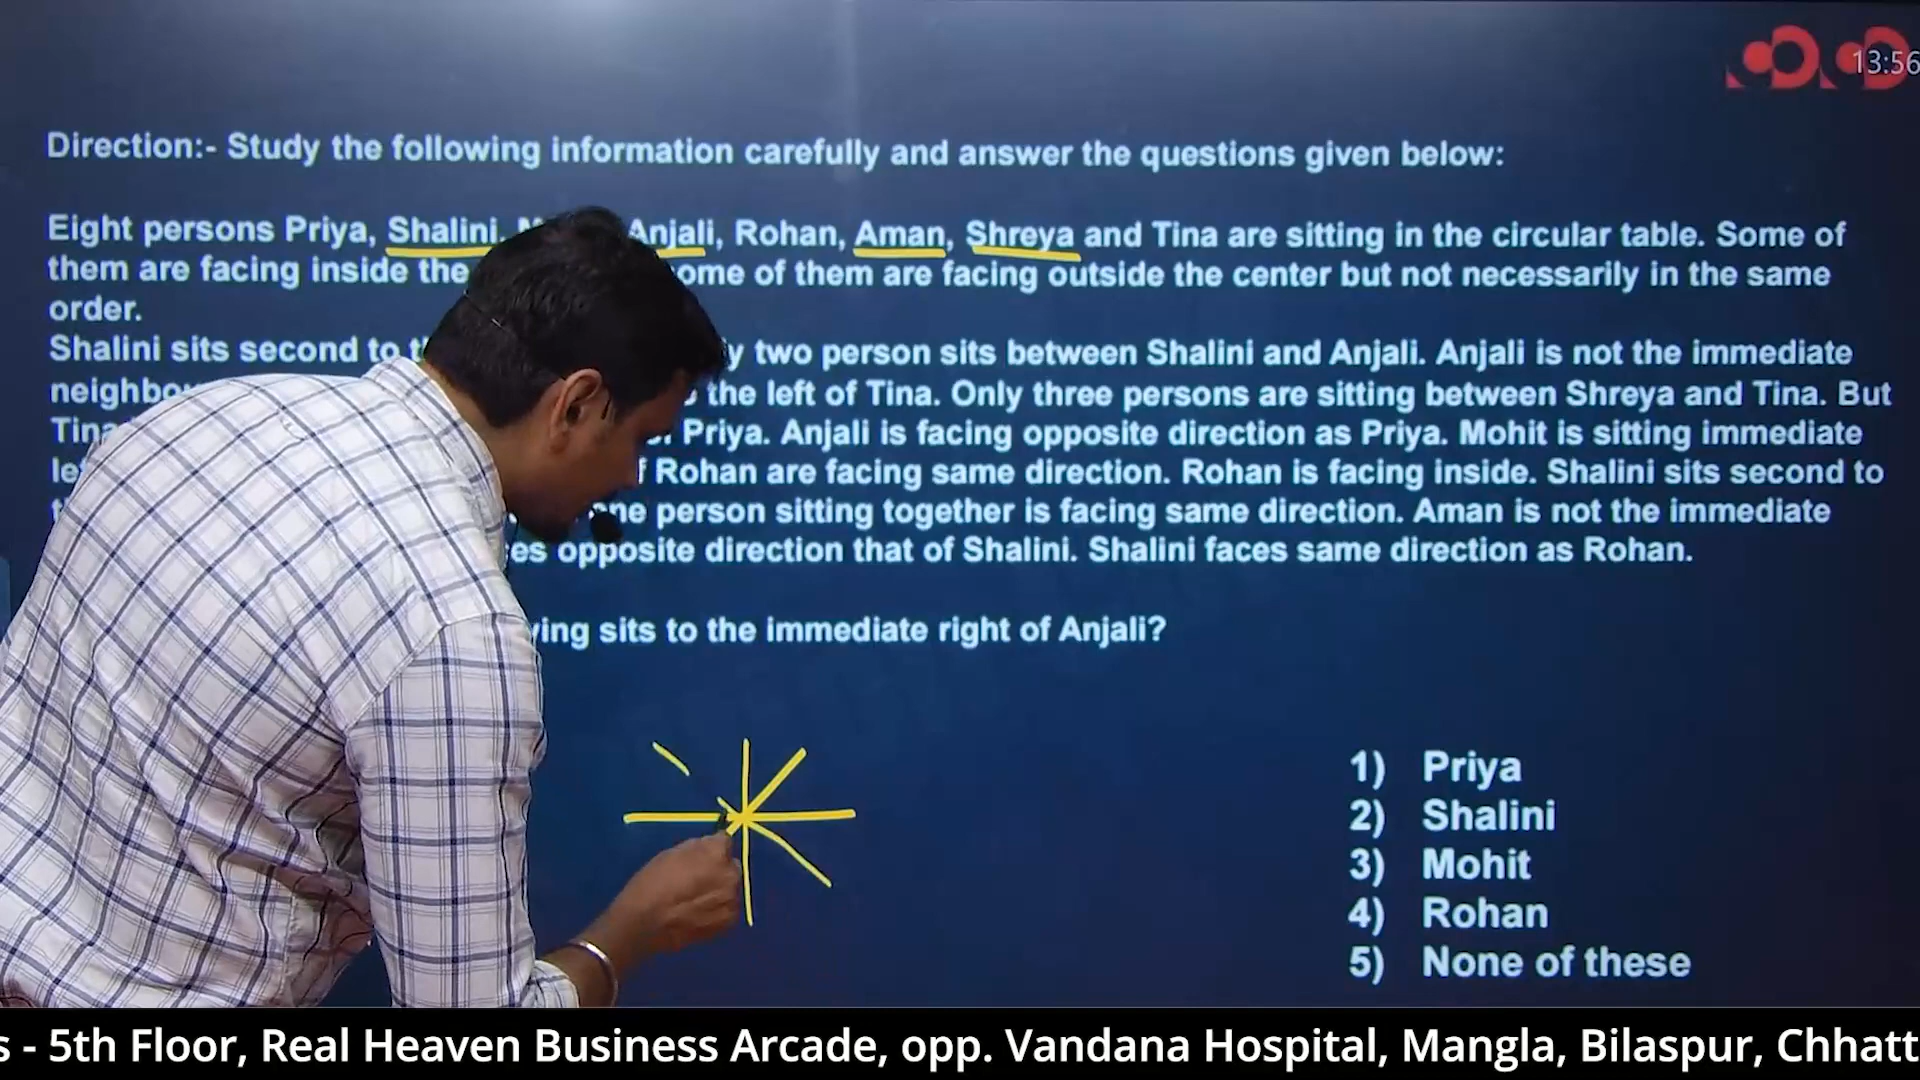 13:56
Direction:- Study the following information carefully and answer the questions given below:
Eight persons Priya, Shalini, Anjali, Rohan, Aman, Shreya and Tina are sitting in the circular table. Some of
them are facing inside the some of them are facing outside the center but not necessarily in the same
order.
Shalini sits second to two person sits between Shalini and Anjali. Anjali is not the immediate
the left of Tina. Only three persons are sitting between Shreya and Tina. But
Priya. Anjali is facing opposite direction as Priya. Mohit is sitting immediate
Rohan are facing same direction. Rohan is facing inside. Shalini sits second to
person sitting together is facing same direction. Aman is not the immediate
opposite direction that of Shalini. Shalini faces same direction as Rohan.
sits to the immediate right of Anjali?
1) Priya
2) Shalini
3) Mohit
4) Rohan
5) None of these
s - 5th Floor, Real Heaven Business Arcade, opp. Vandana Hospital, Mangla, Bilaspur, Chhatt